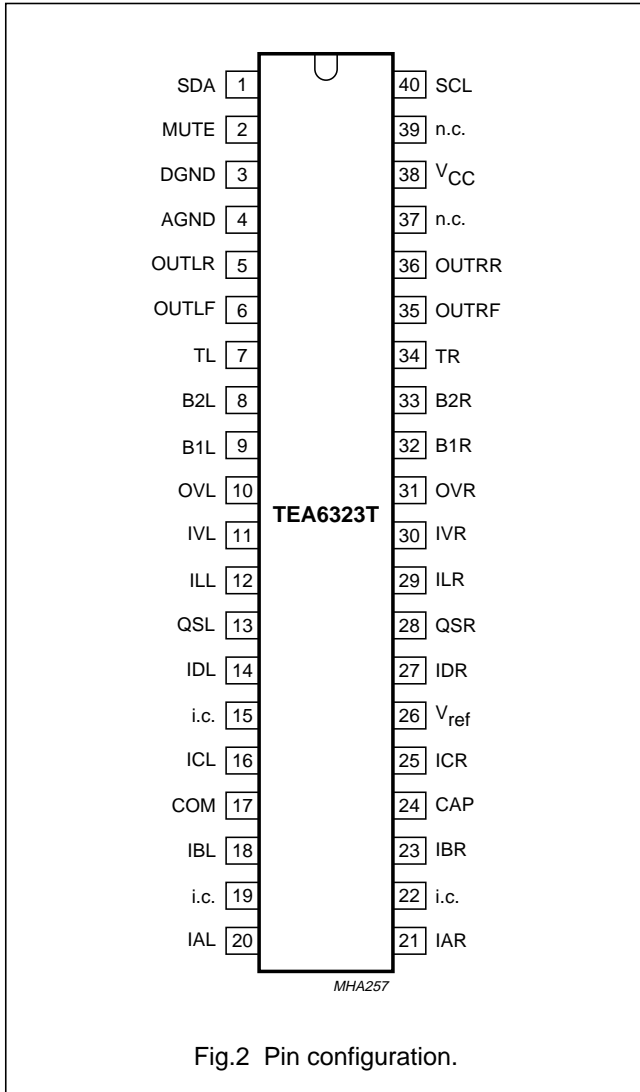 SDA 1 40 SCL
MUTE 2 39 n.c.
DGND 3 38 VCC
AGND 4 37 n.c.
OUTLR 5 36 OUTRR
OUTLF 6 35 OUTRF
TL 7 34 TR
B2L 8 33 B2R
B1L 9 32 B1R
OVL 10 31 OVR
TEA6323T
IVL 11 30 IVR
ILL 12 29 ILR
QSL 13 28 QSR
IDL 14 27 IDR
i.c. 15 26 Vref
ICL 16 25 ICR
COM 17 24 CAP
IBL 18 23 IBR
i.c. 19 22 i.c.
IAL 20 21 IAR
MHA257
Fig.2 Pin configuration.